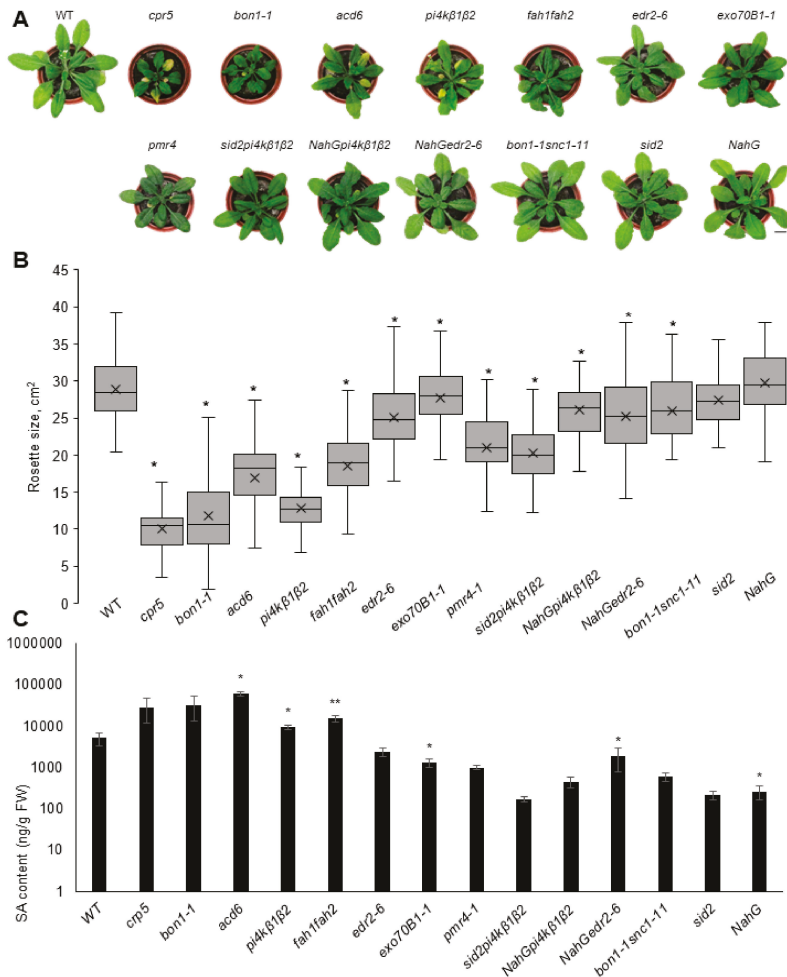 A
WT cpr5 bon1-1 acd6 pi4kβ1β2 fah1fah2 edr2-6 exo70B1-1
pmr4 sid2pi4kβ1β2 NahGpi4kβ1β2 NahGedr2-6 bon1-1snc1-11 sid2 NahG
B
Rosette size, cm²
45
40
35
30
25
20
15
10
5
0
* * * * * * * * * * * *
WT cpr5 bon1-1 acd6 pi4kβ1β2 fah1fah2 edr2-6 exo70B1-1 pmr4-1 sid2pi4kβ1β2 NahGpi4kβ1β2 NahGedr2-6 bon1-1snc1-11 sid2 NahG
C
SA content (ng/g FW)
1000000
100000
10000
1000
100
10
1
* * ** * * *
WT crp5 bon1-1 acd6 pi4kβ1β2 fah1fah2 edr2-6 exo70B1-1 pmr4-1 sid2pi4kβ1β2 NahGpi4kβ1β2 NahGedr2-6 bon1-1snc1-11 sid2 NahG